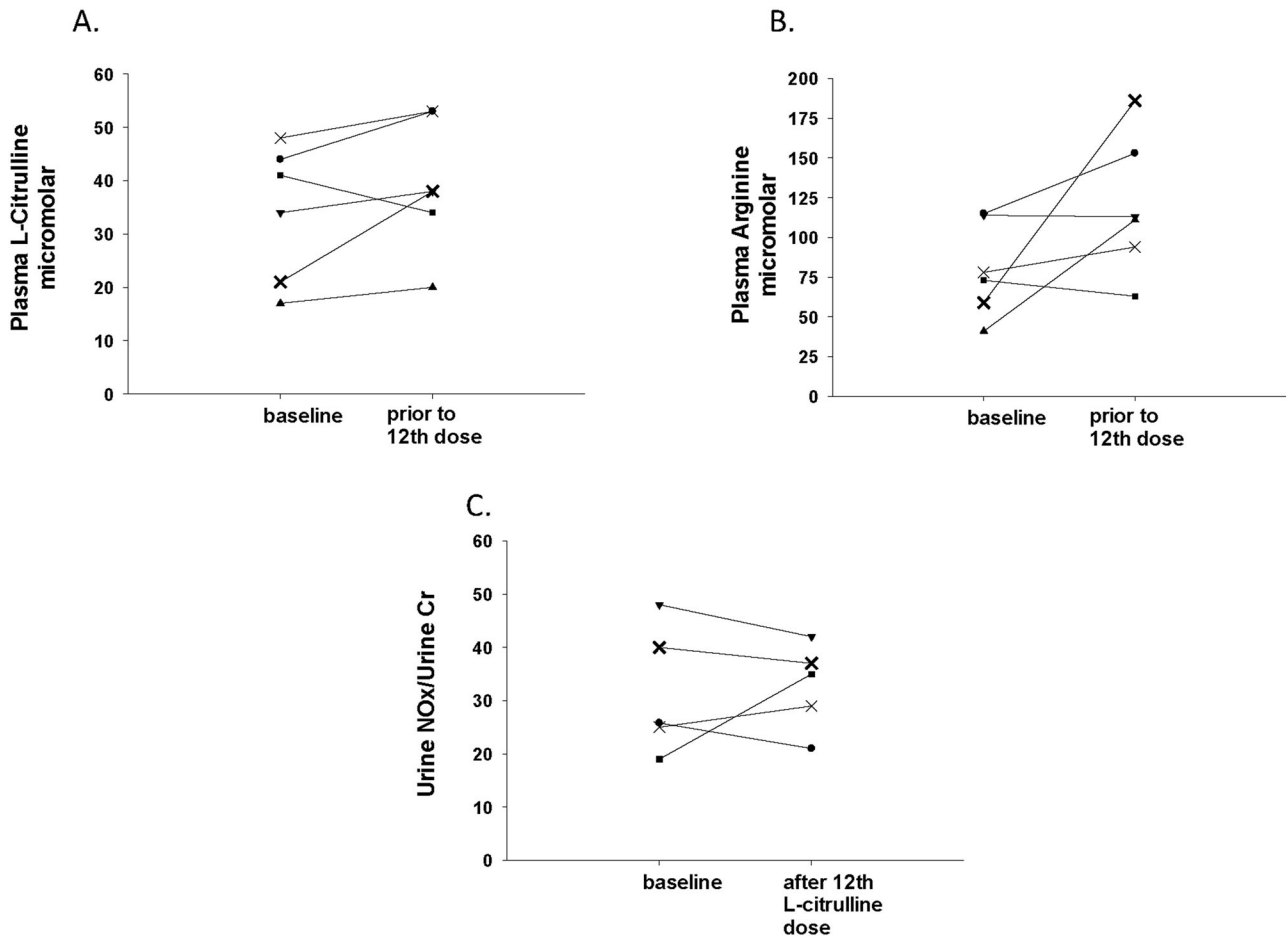 A.
Plasma L-Citrulline
micromolar
60
50
40
30
20
10
0
baseline
prior to
12th dose
B.
Plasma Arginine
micromolar
200
175
150
125
100
75
50
25
0
baseline
prior to
12th dose
C.
Urine NOx/Urine Cr
60
50
40
30
20
10
0
baseline
after 12th
L-citrulline
dose